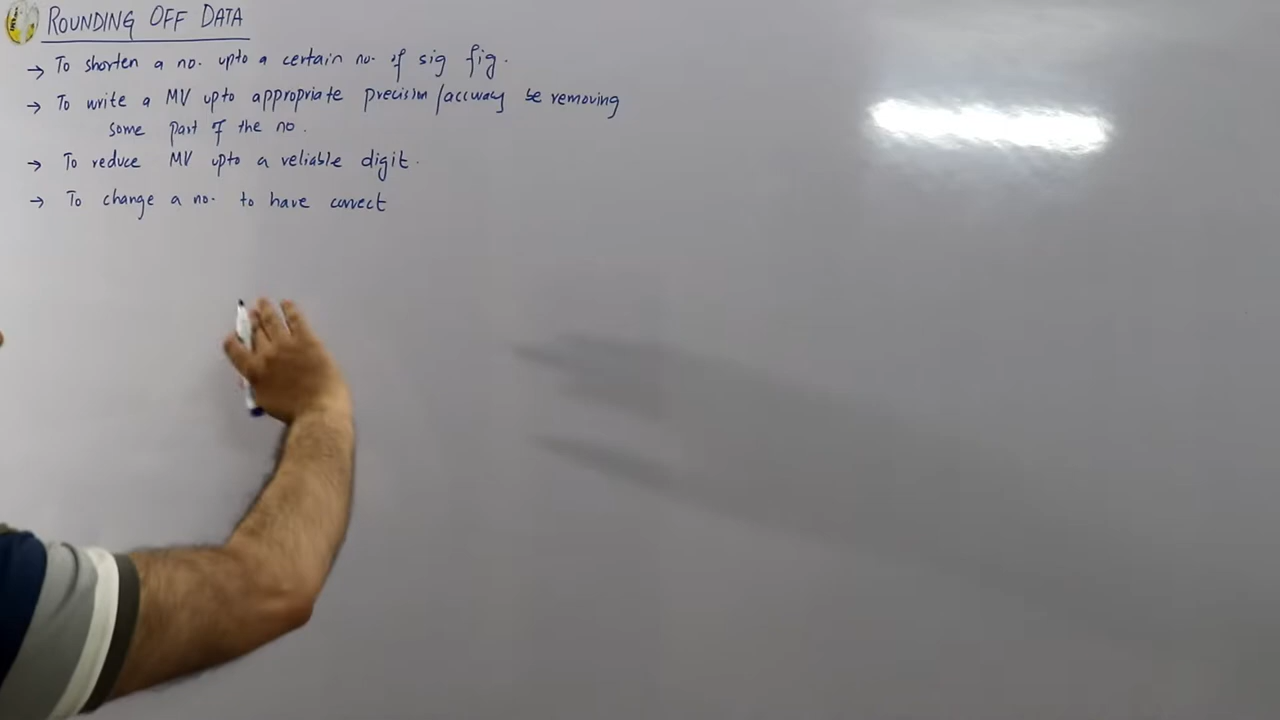 ROUNDING OFF DATA
→ To shorten a no. upto a certain no. of sig fig.
→ To write a MV upto appropriate precision/accuracy be removing
some part of the no.
→ To reduce MV upto a reliable digit.
→ To change a no. to have correct